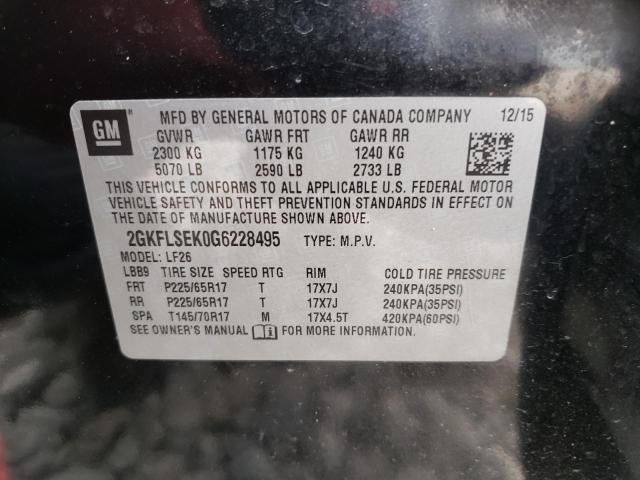 GM
MFD BY GENERAL MOTORS OF CANADA COMPANY 12/15
GVWR GAWR FRT GAWR RR
2300 KG 1175 KG 1240 KG
5070 LB 2590 LB 2733 LB
THIS VEHICLE CONFORMS TO ALL APPLICABLE U.S. FEDERAL MOTOR
VEHICLE SAFETY AND THEFT PREVENTION STANDARDS IN EFFECT ON
THE DATE OF MANUFACTURE SHOWN ABOVE.
2GKFLSEK0G6228495 TYPE: M.P.V.
MODEL: LF26
LBB9 TIRE SIZE SPEED RTG RIM COLD TIRE PRESSURE
FRT P225/65R17 T 17X7J 240KPA(35PSI)
RR P225/65R17 T 17X7J 240KPA(35PSI)
SPA T145/70R17 M 17X4.5T 420KPA(60PSI)
SEE OWNER'S MANUAL FOR MORE INFORMATION.